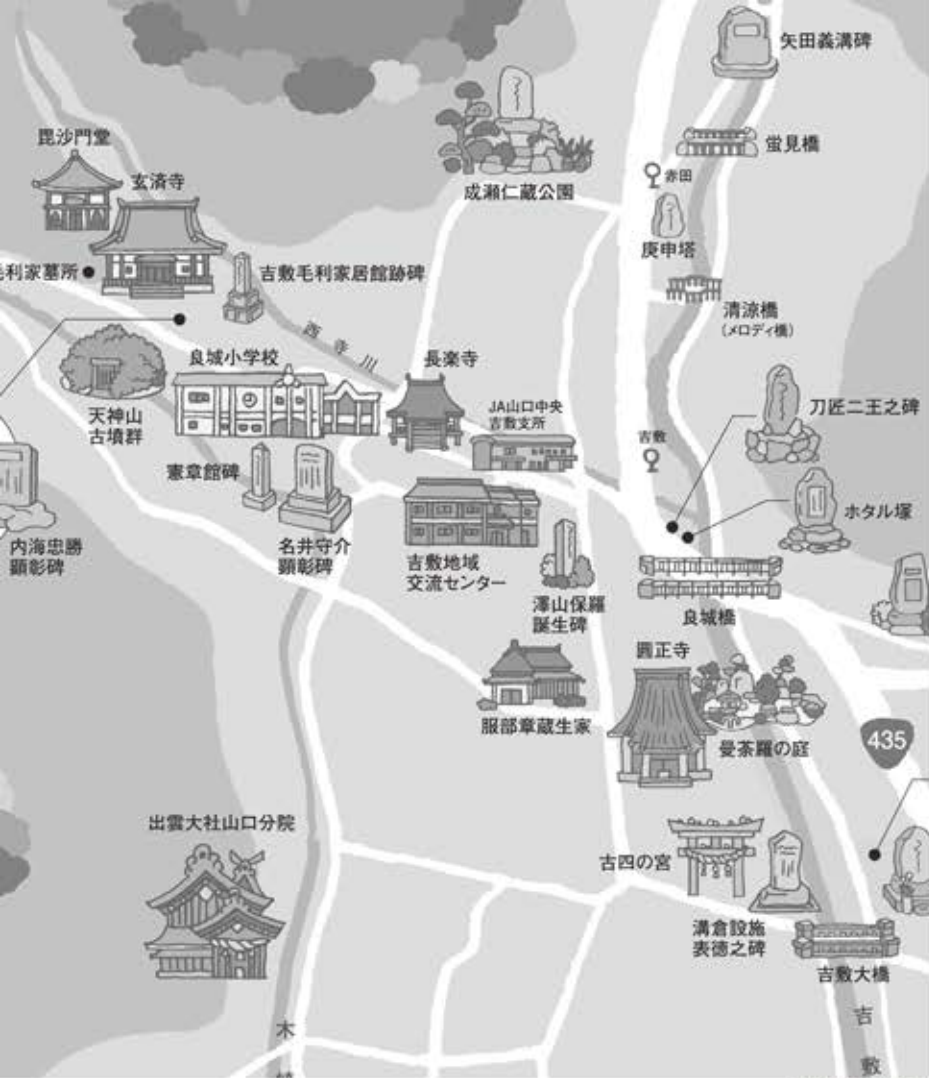 矢田義溝碑
毘沙門堂
蛍見橋
玄済寺
赤田
成瀬仁蔵公園
庚申塔
毛利家墓所
吉敷毛利家居館跡碑
清涼橋
(メロディ橋)
西寺川
良城小学校
長楽寺
天神山
古墳群
JA山口中央
吉敷支所
刀匠二王之碑
吉敷
憲章館碑
ホタル塚
内海忠勝
顕彰碑
名井守介
顕彰碑
吉敷地域
交流センター
澤山保羅
誕生碑
良城橋
圓正寺
服部章蔵生家
曼荼羅の庭
435
出雲大社山口分院
古四の宮
溝倉設施
表徳之碑
吉敷大橋
木
吉敷